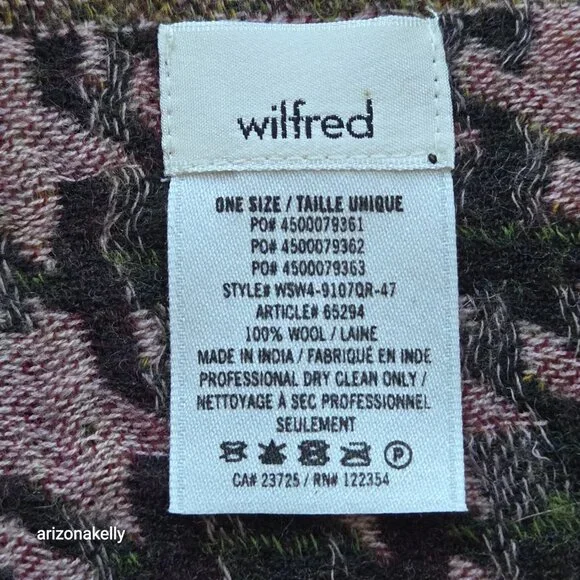 wilfred
ONE SIZE / TAILLE UNIQUE
PO# 4500079361
PO# 4500079362
PO# 4500079363
STYLE# WSW4-9107QR-47
ARTICLE# 65294
100% WOOL / LAINE
MADE IN INDIA / FABRIQUÉ EN INDE
PROFESSIONAL DRY CLEAN ONLY /
NETTOYAGE À SEC PROFESSIONNEL
SEULEMENT
P
CA# 23725 / RN# 122354
arizonakelly